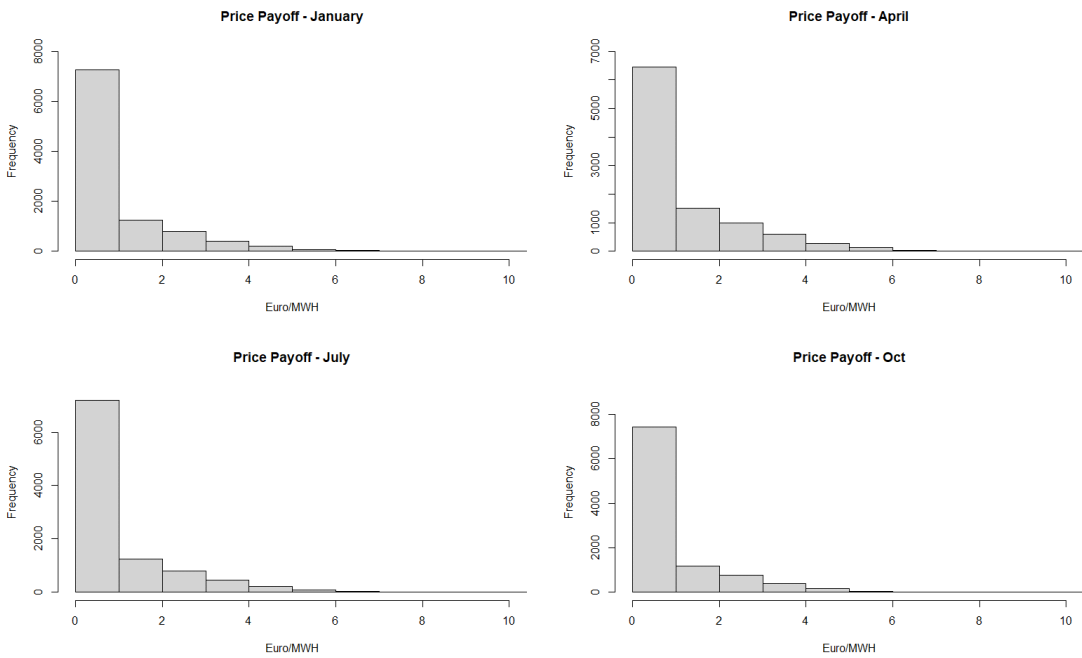 Price Payoff - January
Frequency
8000
6000
4000
2000
0
0 2 4 6 8 10
Euro/MWH
Price Payoff - April
Frequency
7000
5000
3000
1000
0
0 2 4 6 8 10
Euro/MWH
Price Payoff - July
Frequency
6000
4000
2000
0
0 2 4 6 8 10
Euro/MWH
Price Payoff - Oct
Frequency
8000
6000
4000
2000
0
0 2 4 6 8 10
Euro/MWH